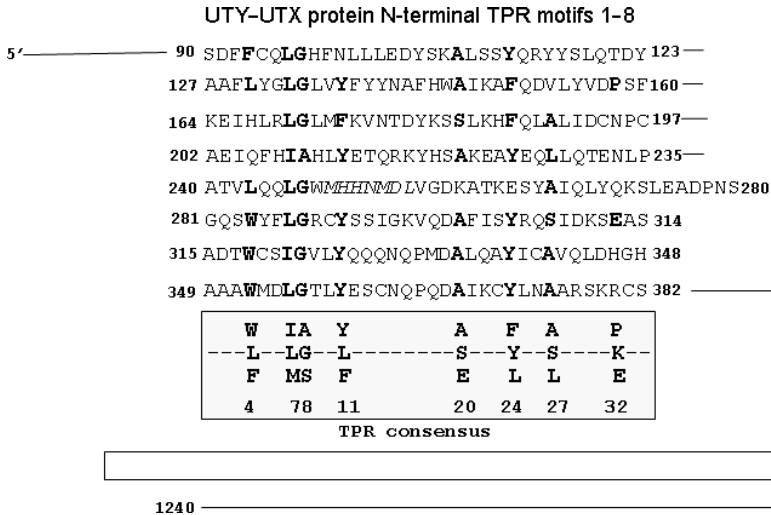 UTY–UTX protein N-terminal TPR motifs 1–8
5′ 90 SDFFCQLGHFNLLLEDYSKALSSYQRYYSLQTDY 123
127 AAFLYGLGLVYFYYNAFHWAIKAFQDVLYVDPSF 160
164 KEIHLRLGLMFKVNTDYKSSLKHFQLALIDCNPC 197
202 AEIQFHIAHLYETQRKYHSAKEAYEQLLQTENLP 235
240 ATVLQQLGWMHHNMDLVGDKATKESYAIQLYQKSLEADPNS 280
281 GQSWYFLGRCYSSIGKVQDAFISYRQSIDKSEAS 314
315 ADTWCSIGVLYQQQNQPMDALQAYICAVQLDHGH 348
349 AAAWMDLGTLYESCNQPQDAIKCYLNAARSKRCS 382
W IA Y A F A P
---L--LG--L--------S--Y--S---K--
F MS F E L L E
4 78 11 20 24 27 32
TPR consensus
1240